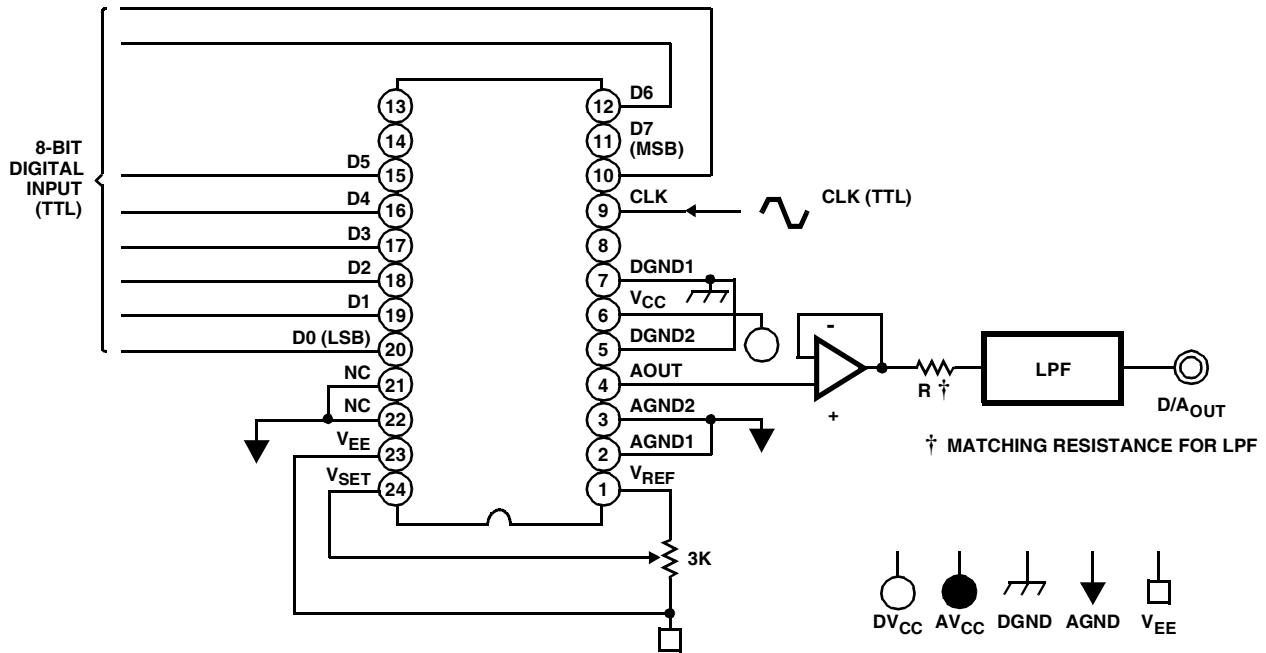 13
12
D6
14
11
D7
(MSB)
8-BIT
DIGITAL
INPUT
(TTL)
D5
15
10
D4
16
9
CLK
CLK (TTL)
D3
17
8
D2
18
7
DGND1
D1
19
6
VCC
D0 (LSB)
20
5
DGND2
-
NC
21
4
AOUT
+
R †
LPF
D/AOUT
NC
22
3
AGND2
VEE
23
2
AGND1
† MATCHING RESISTANCE FOR LPF
VSET
24
1
VREF
3K
DVCC
AVCC
DGND
AGND
VEE